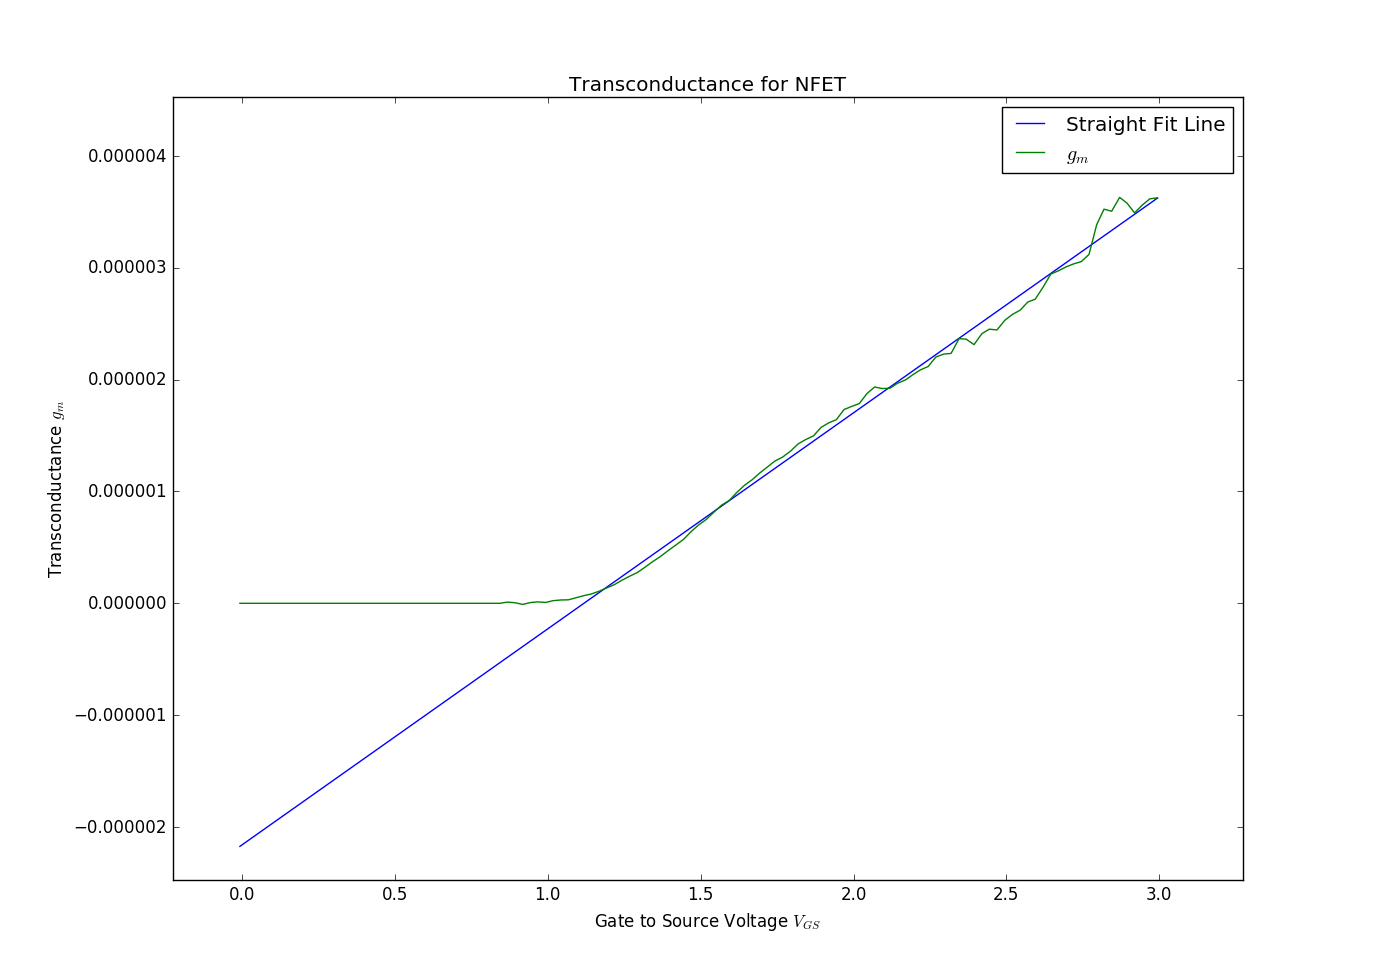 Transconductance for NFET
Straight Fit Line
g_m
0.000004
0.000003
0.000002
0.000001
0.000000
−0.000001
−0.000002
Transconductance g_m
0.0 0.5 1.0 1.5 2.0 2.5 3.0
Gate to Source Voltage V_GS